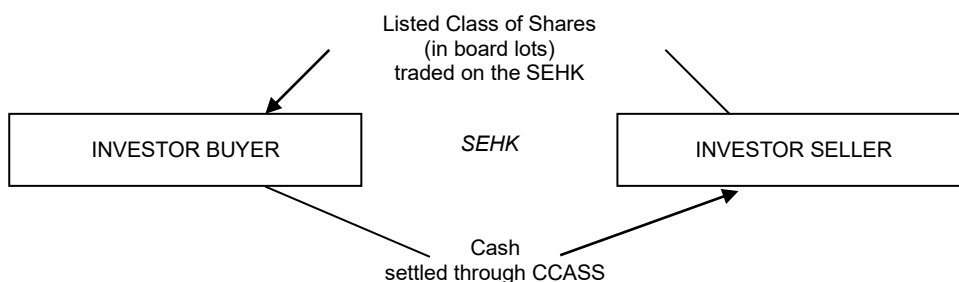 Listed Class of Shares
(in board lots)
traded on the SEHK
INVESTOR BUYER
SEHK
INVESTOR SELLER
Cash
settled through CCASS